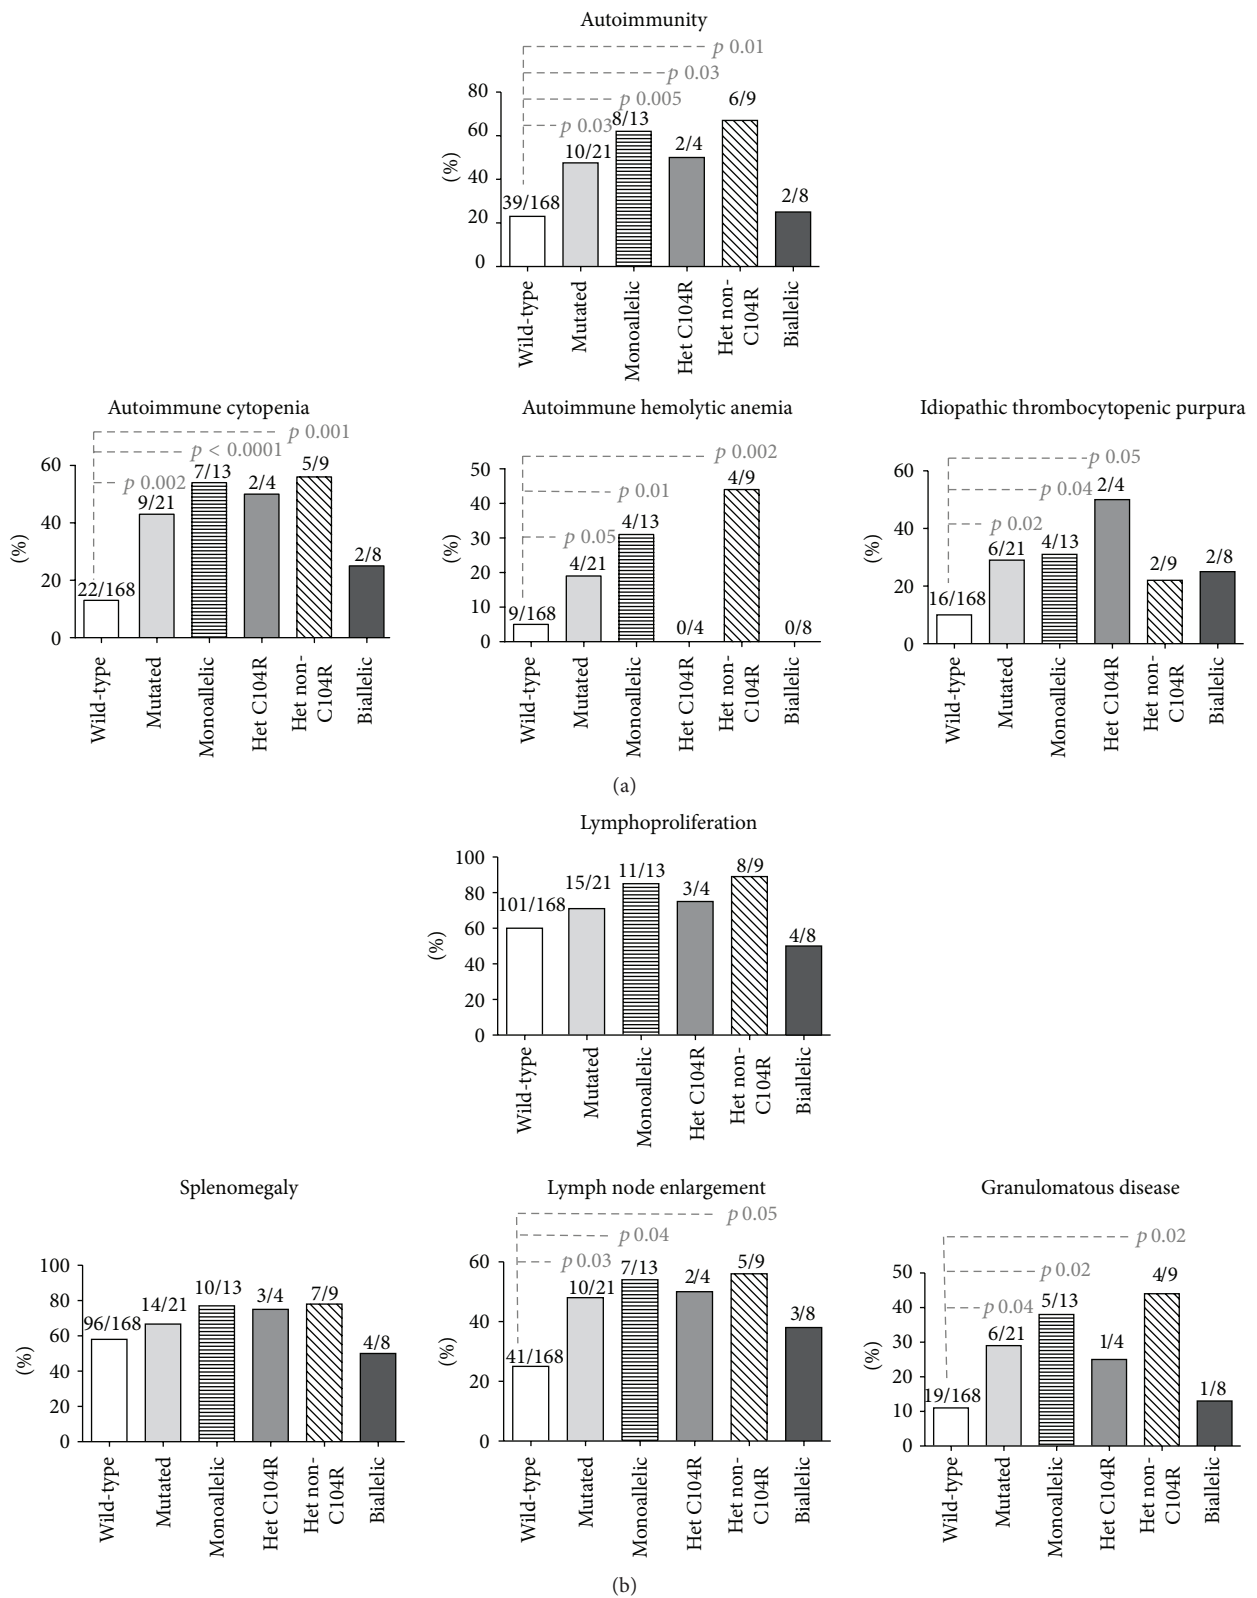 Autoimmunity
p 0.01
p 0.03
p 0.005
p 0.03
80
60
40
20
0
(%)
39/168
10/21
8/13
2/4
6/9
2/8
Wild-type
Mutated
Monoallelic
Het C104R
Het non-
C104R
Biallelic
Autoimmune cytopenia
p 0.001
p < 0.0001
p 0.002
60
40
20
0
(%)
22/168
9/21
7/13
2/4
5/9
2/8
Wild-type
Mutated
Monoallelic
Het C104R
Het non-
C104R
Biallelic
Autoimmune hemolytic anemia
p 0.002
p 0.01
p 0.05
50
40
30
20
10
0
(%)
9/168
4/21
4/13
0/4
4/9
0/8
Wild-type
Mutated
Monoallelic
Het C104R
Het non-
C104R
Biallelic
Idiopathic thrombocytopenic purpura
p 0.05
p 0.04
p 0.02
60
40
20
0
(%)
16/168
6/21
4/13
2/4
2/9
2/8
Wild-type
Mutated
Monoallelic
Het C104R
Het non-
C104R
Biallelic
(a)
Lymphoproliferation
100
80
60
40
20
0
(%)
101/168
15/21
11/13
3/4
8/9
4/8
Wild-type
Mutated
Monoallelic
Het C104R
Het non-
C104R
Biallelic
Splenomegaly
100
80
60
40
20
0
(%)
96/168
14/21
10/13
3/4
7/9
4/8
Wild-type
Mutated
Monoallelic
Het C104R
Het non-
C104R
Biallelic
Lymph node enlargement
p 0.05
p 0.04
p 0.03
60
40
20
0
(%)
41/168
10/21
7/13
2/4
5/9
3/8
Wild-type
Mutated
Monoallelic
Het C104R
Het non-
C104R
Biallelic
Granulomatous disease
p 0.02
p 0.02
p 0.04
50
40
30
20
10
0
(%)
19/168
6/21
5/13
1/4
4/9
1/8
Wild-type
Mutated
Monoallelic
Het C104R
Het non-
C104R
Biallelic
(b)